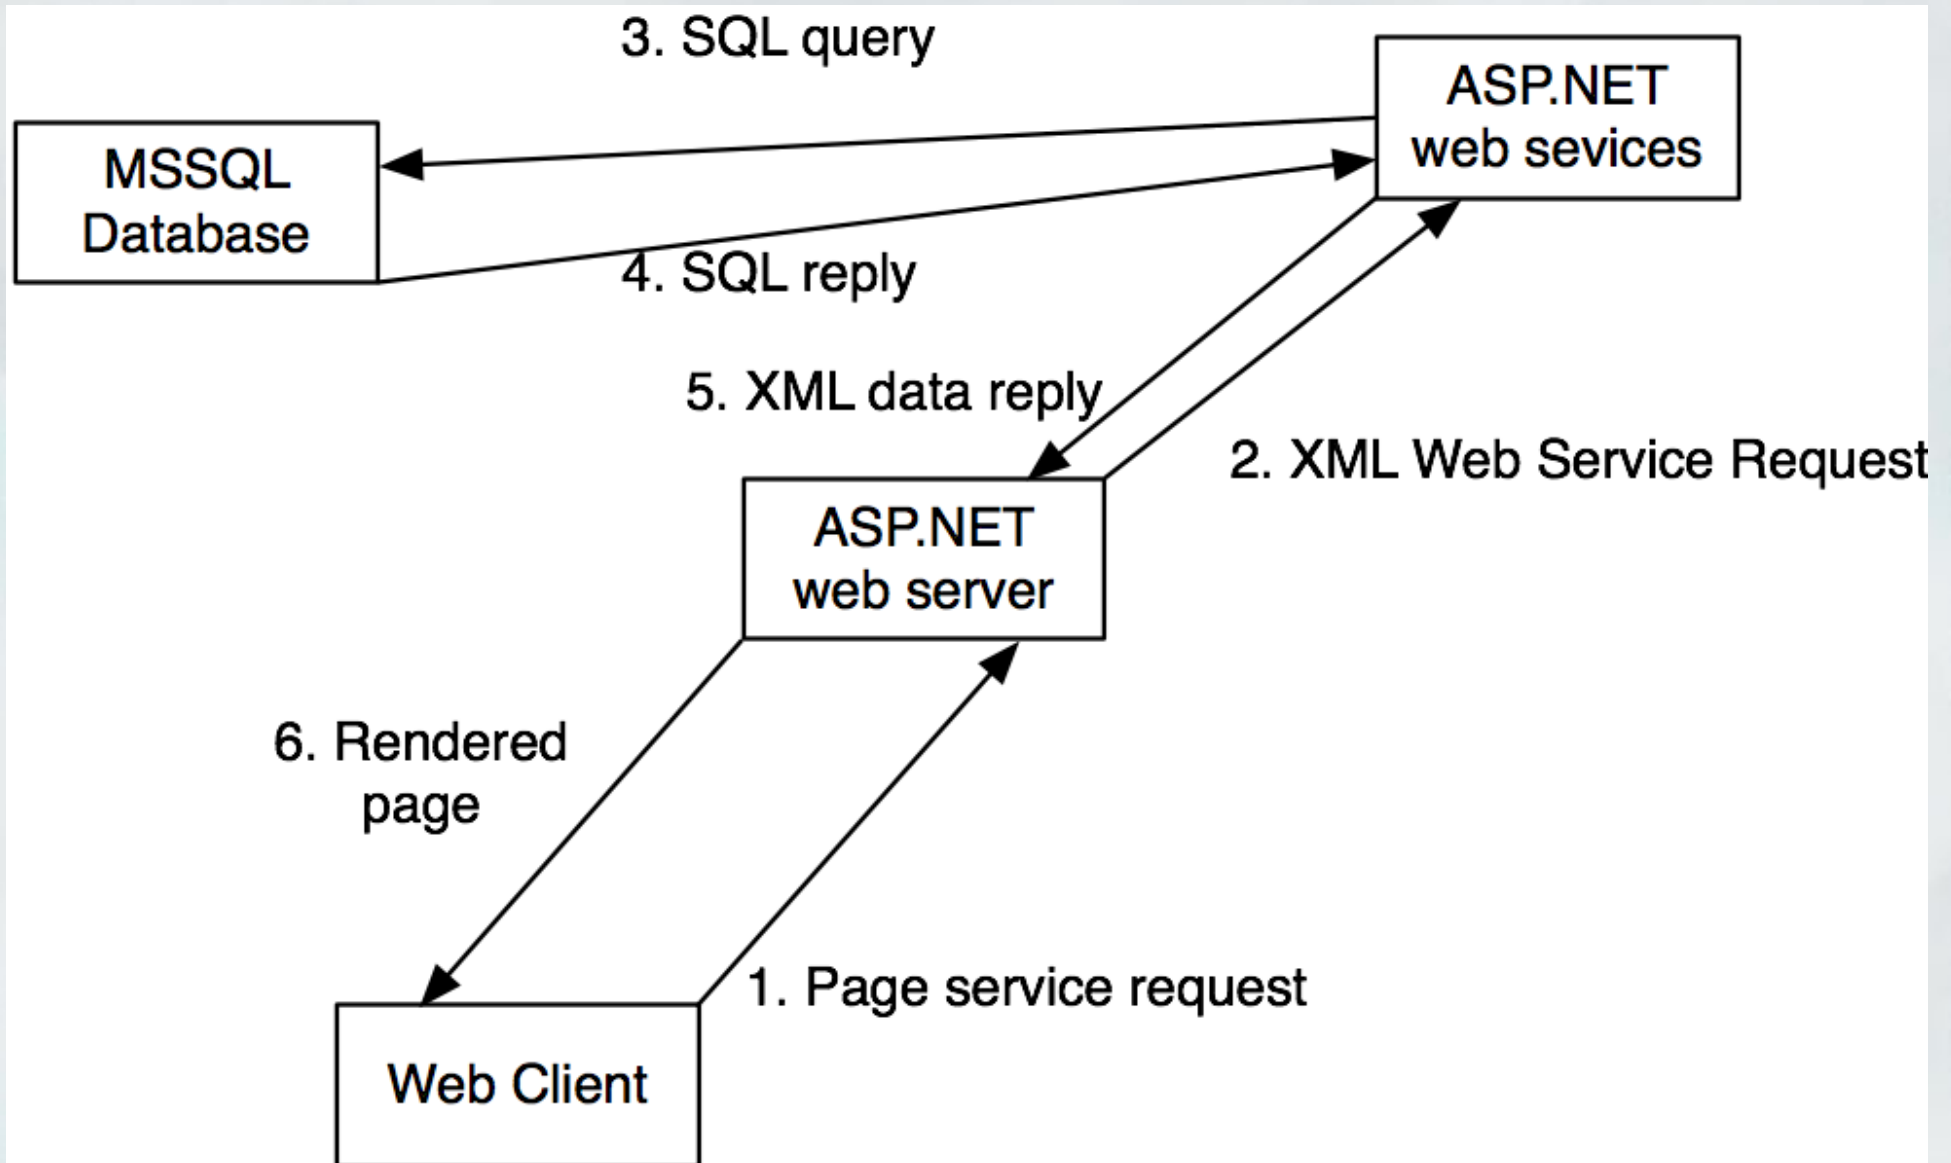 3. SQL query
ASP.NET
web sevices
MSSQL
Database
4. SQL reply
5. XML data reply
2. XML Web Service Request
ASP.NET
web server
6. Rendered
page
1. Page service request
Web Client